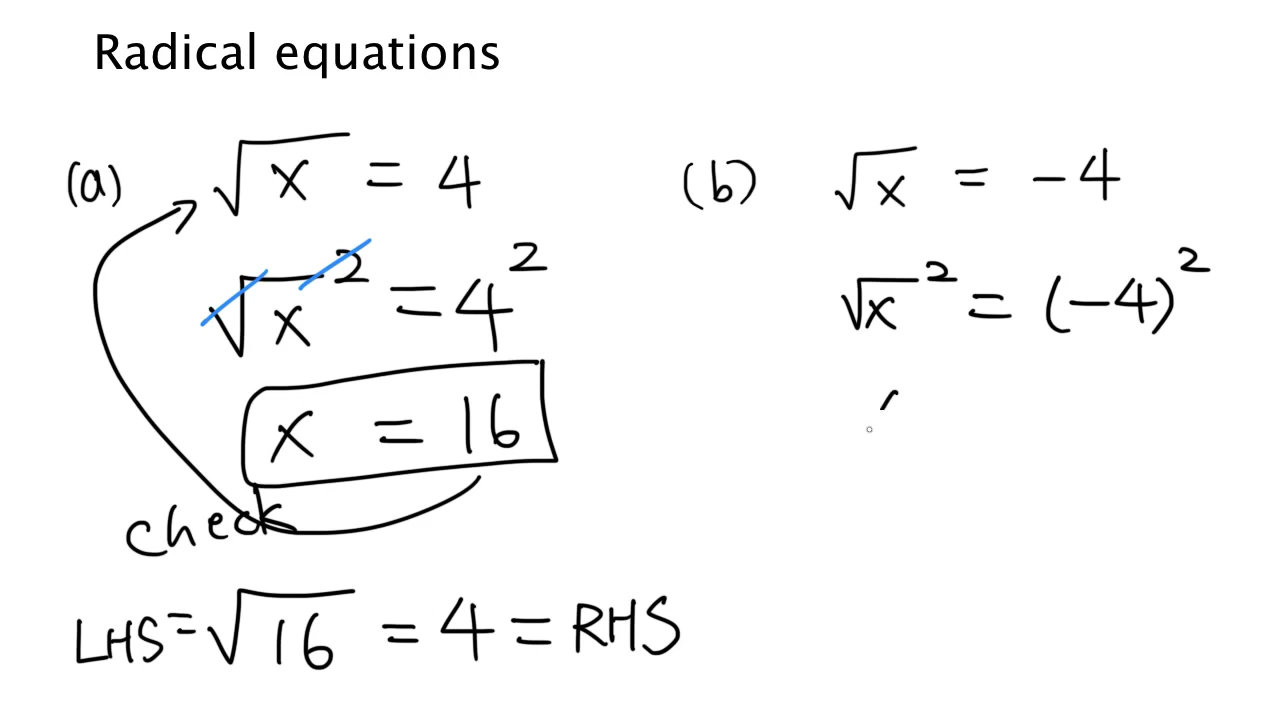 Radical equations
(a) √x = 4
√x² = 4²
x = 16
check
LHS = √16 = 4 = RHS
(b) √x = -4
√x² = (-4)²